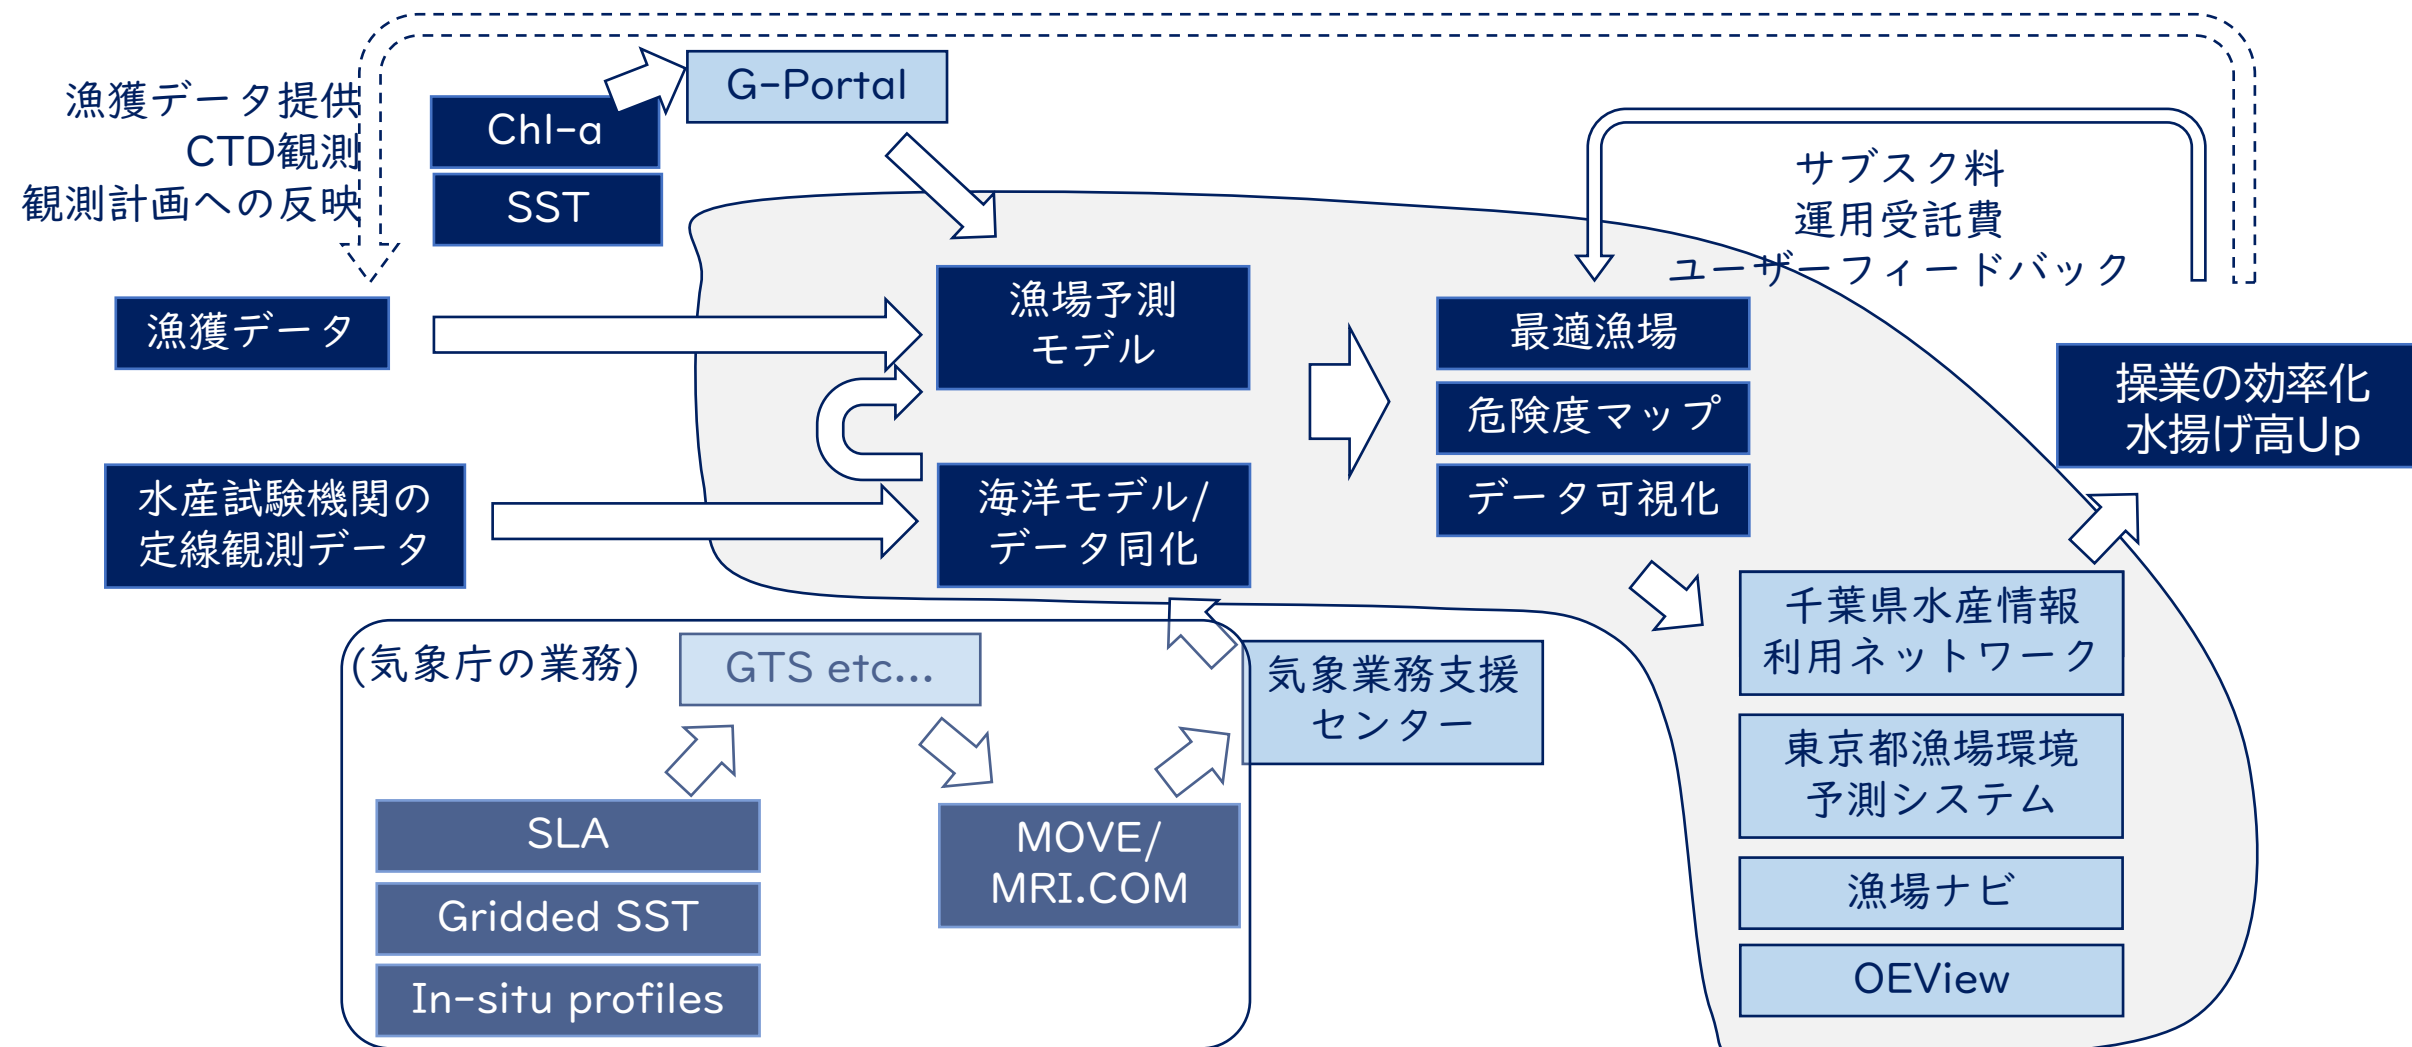 漁獲データ提供
CTD観測
観測計画への反映
Chl-a
SST
G-Portal
サブスク料
運用受託費
ユーザーフィードバック
漁獲データ
漁場予測
モデル
最適漁場
危険度マップ
データ可視化
操業の効率化
水揚げ高Up
水産試験機関の
定線観測データ
海洋モデル/
データ同化
(気象庁の業務)
GTS etc...
気象業務支援
センター
SLA
Gridded SST
In-situ profiles
MOVE/
MRI.COM
千葉県水産情報
利用ネットワーク
東京都漁場環境
予測システム
漁場ナビ
OEView